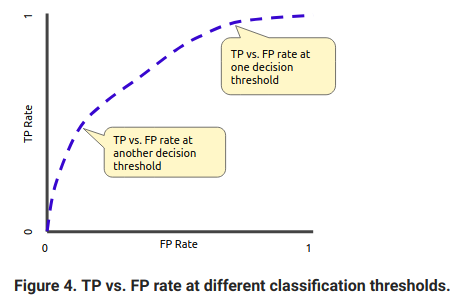 1
TP vs. FP rate at
one decision
threshold
TP Rate
TP vs. FP rate at
another decision
threshold
0
0
FP Rate
1
Figure 4. TP vs. FP rate at different classification thresholds.